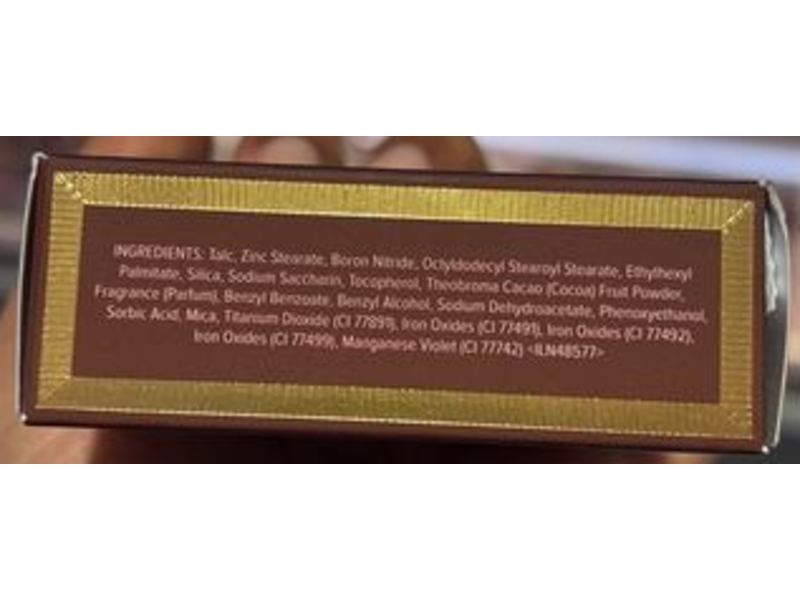 INGREDIENTS: Talc, Zinc Stearate, Boron Nitride, Octyldodecyl Stearoyl Stearate, Ethylhexyl
Palmitate, Silica, Sodium Saccharin, Tocopherol, Theobroma Cacao (Cocoa) Fruit Powder,
Fragrance (Parfum), Benzyl Benzoate, Benzyl Alcohol, Sodium Dehydroacetate, Phenoxyethanol,
Sorbic Acid, Mica, Titanium Dioxide (CI 77891), Iron Oxides (CI 77491), Iron Oxides (CI 77492),
Iron Oxides (CI 77499), Manganese Violet (CI 77742) <ILN48577>